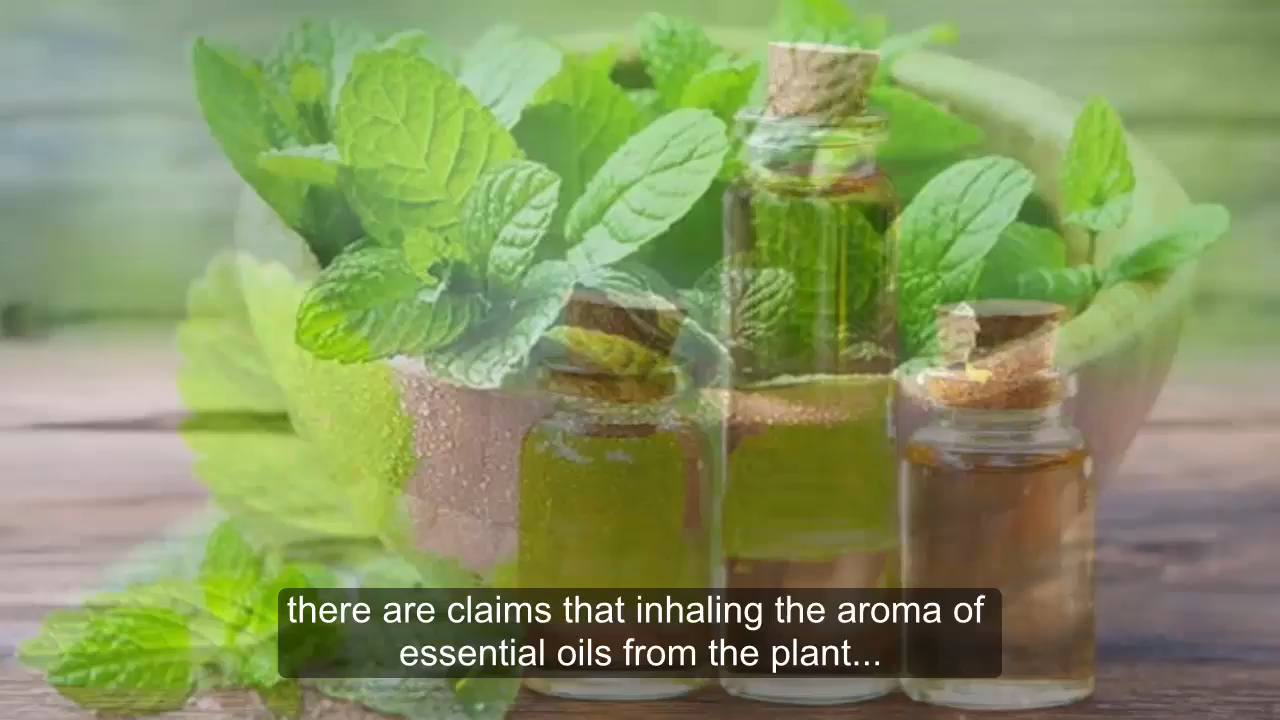 there are claims that inhaling the aroma of
essential oils from the plant...